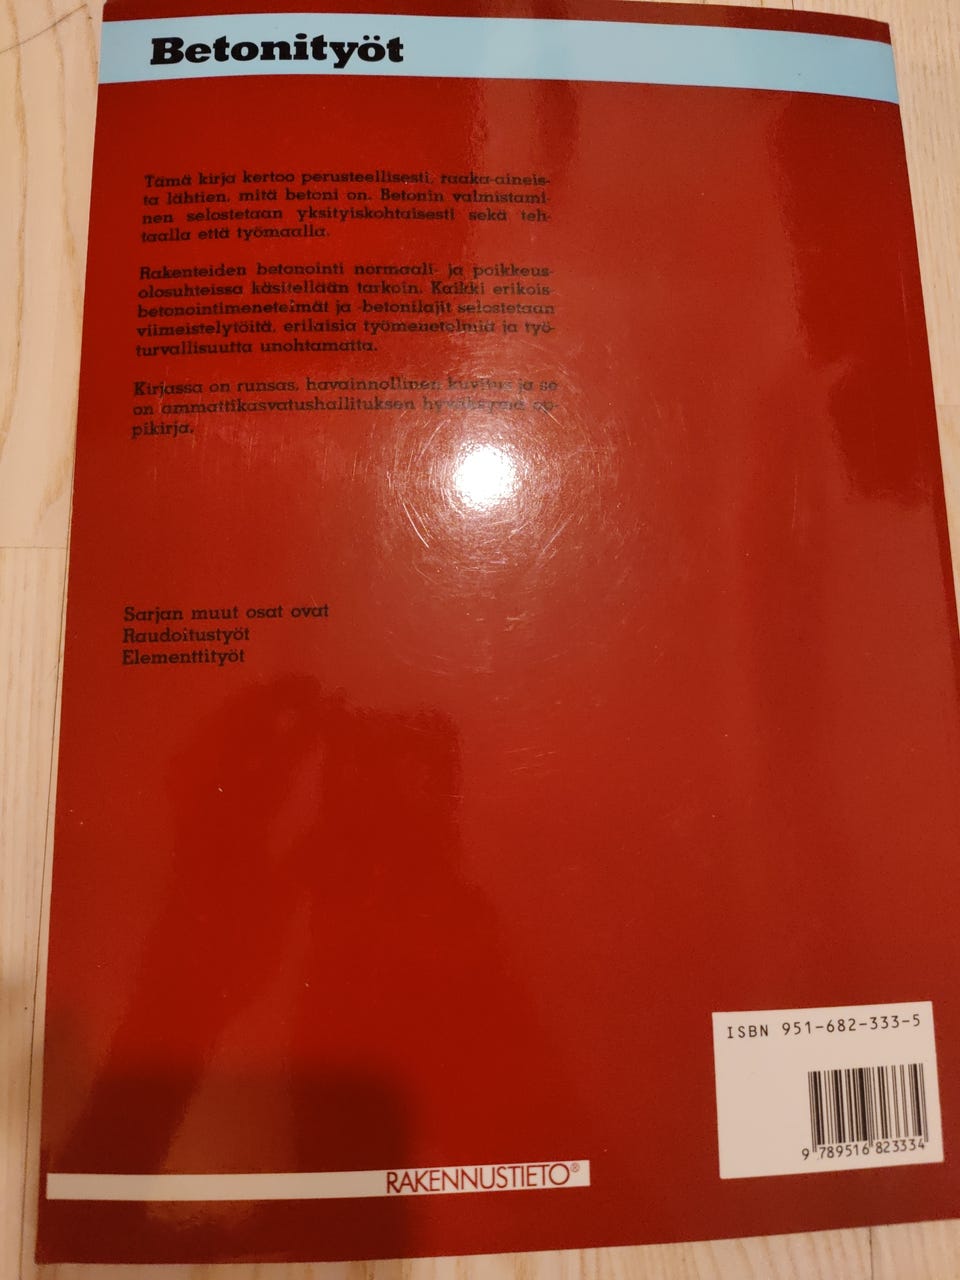 Betonityöt
Tämä kirja kertoo perusteellisesti, raaka-aineis-
ta lähtien, mitä betoni on. Betonin valmistami-
nen selostetaan yksityiskohtaisesti sekä teh-
taalla että työmaalla.
Rakenteiden betonointi normaali- ja poikkeus-
olosuhteissa käsitellään tarkoin. Kaikki erikois-
betonointimenetelmät ja -betonilajit selostetaan
viimeistelytöitä, erilaisia työmenetelmiä ja työ-
turvallisuutta unohtamatta.
Kirjassa on runsas, havainnollinen kuvitus ja se
on ammattikasvatushallituksen hyväksymä op-
pikirja.
Sarjan muut osat ovat
Raudoitustyöt
Elementtityöt
ISBN 951-682-333-5
9 789516 823334
RAKENNUSTIETO®